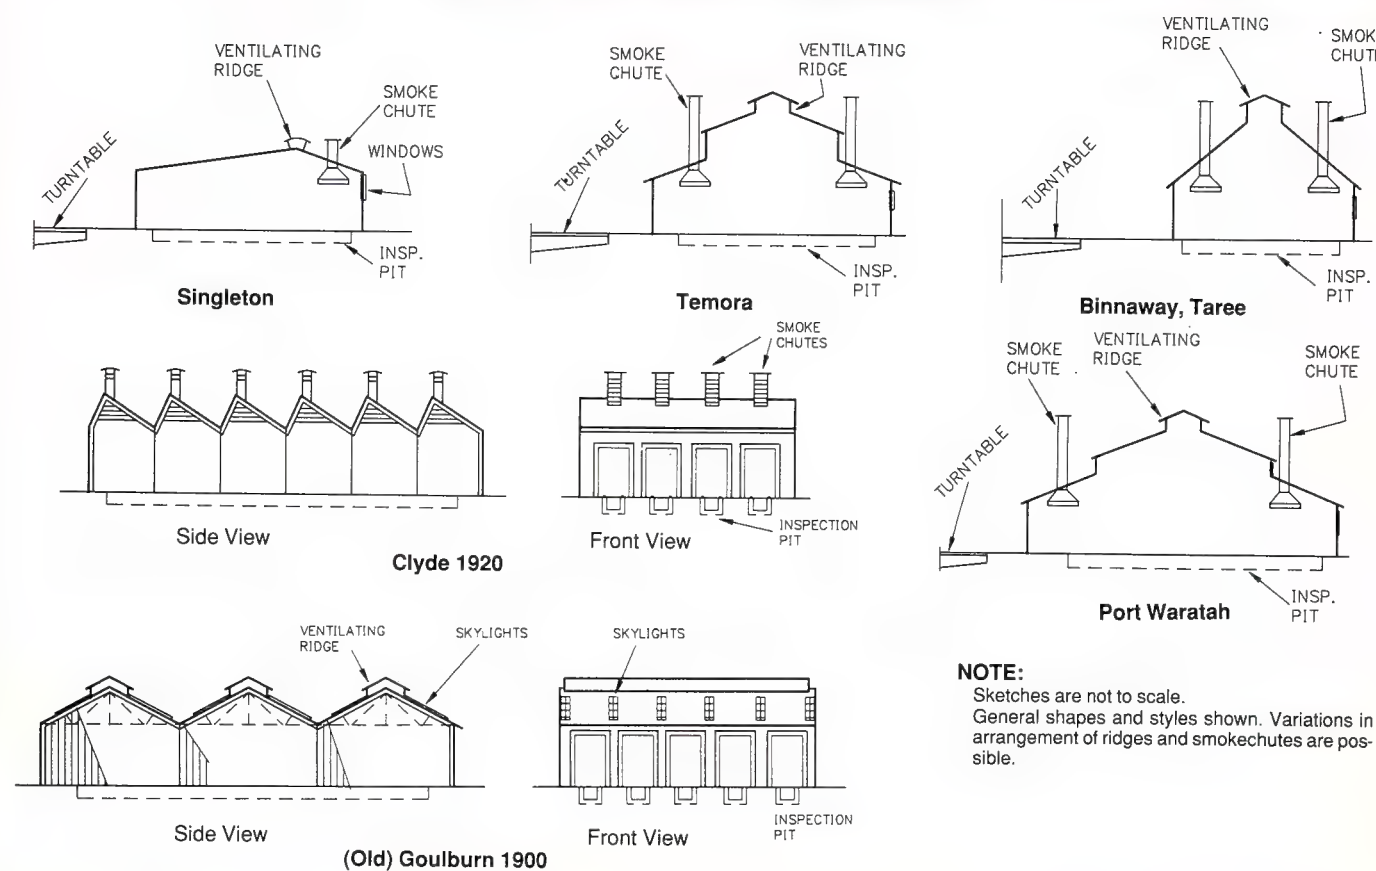 VENTILATING
RIDGE
SMOKE
CHUTE
WINDOWS
TURNTABLE
INSP.
PIT
Singleton
SMOKE
CHUTE
VENTILATING
RIDGE
TURNTABLE
INSP.
PIT
Temora
VENTILATING
RIDGE
TURNTABLE
INSP.
PIT
Binnaway, Taree
SMOKE
CHUTES
INSPECTION
PIT
Side View
Front View
Clyde 1920
SMOKE
CHUTE
VENTILATING
RIDGE
SMOKE
CHUTE
TURNTABLE
INSP.
PIT
Port Waratah
VENTILATING
RIDGE
SKYLIGHTS
SKYLIGHTS
INSPECTION
PIT
Side View
Front View
(Old) Goulburn 1900
NOTE:
Sketches are not to scale.
General shapes and styles shown. Variations in
arrangement of ridges and smokechutes are pos-
sible.